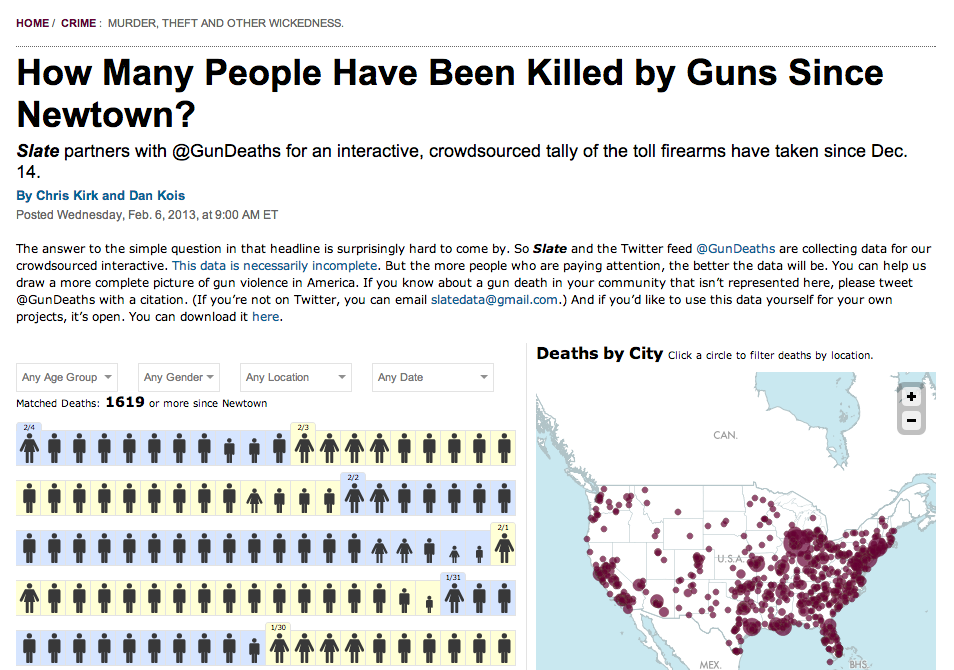 HOME / CRIME : MURDER, THEFT AND OTHER WICKEDNESS.
How Many People Have Been Killed by Guns Since
Newtown?
Slate partners with @GunDeaths for an interactive, crowdsourced tally of the toll firearms have taken since Dec.
14.
By Chris Kirk and Dan Kois
Posted Wednesday, Feb. 6, 2013, at 9:00 AM ET
The answer to the simple question in that headline is surprisingly hard to come by. So Slate and the Twitter feed @GunDeaths are collecting data for our
crowdsourced interactive. This data is necessarily incomplete. But the more people who are paying attention, the better the data will be. You can help us
draw a more complete picture of gun violence in America. If you know about a gun death in your community that isn't represented here, please tweet
@GunDeaths with a citation. (If you're not on Twitter, you can email slatedata@gmail.com.) And if you'd like to use this data yourself for your own
projects, it's open. You can download it here.
Any Age Group
Any Gender
Any Location
Any Date
Matched Deaths: 1619 or more since Newtown
2/4
2/3
2/2
2/1
1/31
1/30
Deaths by City Click a circle to filter deaths by location.
+
−
CAN.
U.S.A.
MEX.
BHS.